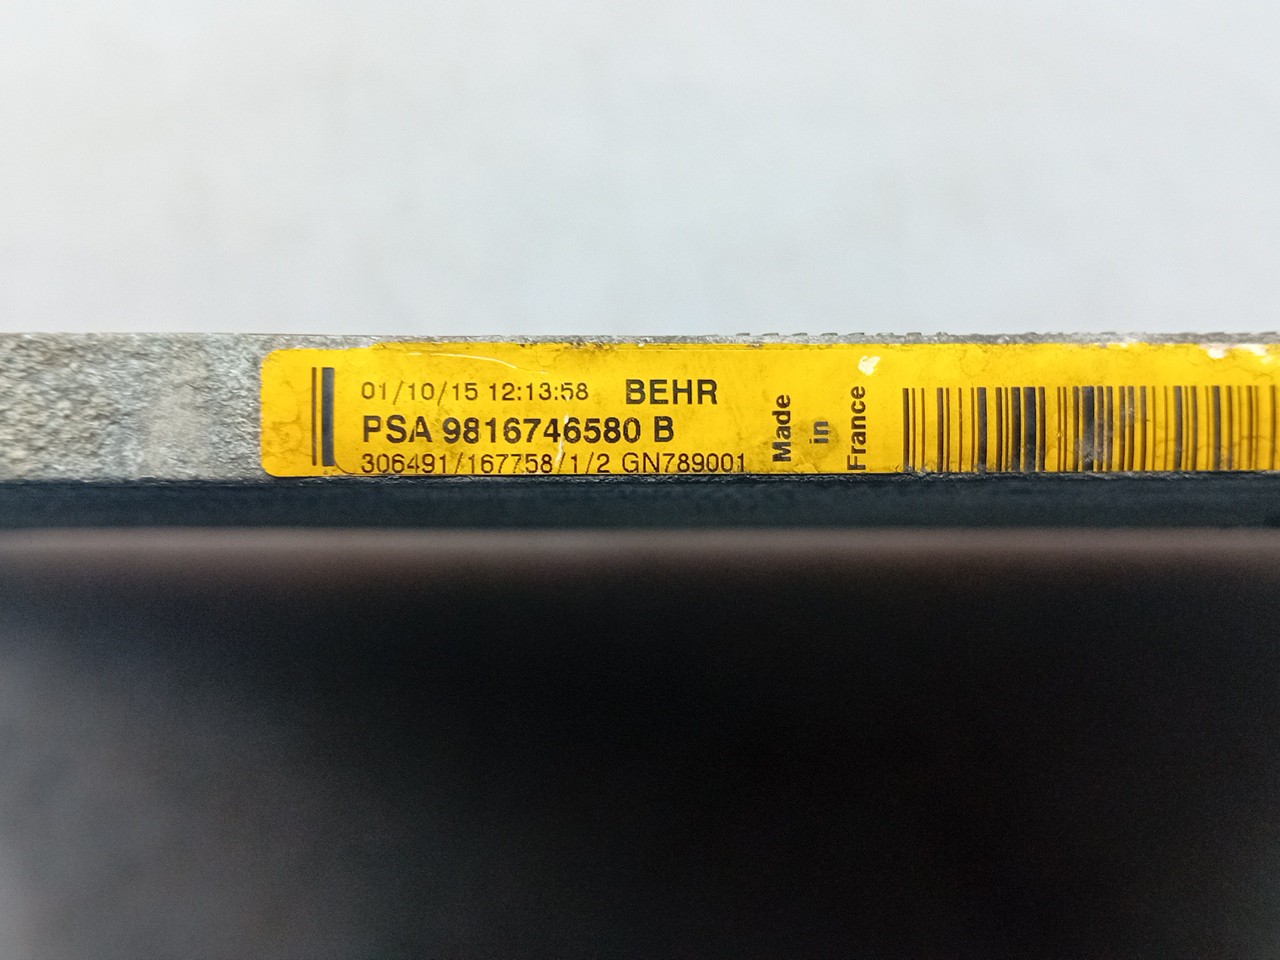 01/10/15 12:13:58 BEHR
PSA 9816746580 B
306491/167758/1/2 GN789001
Made
in
France